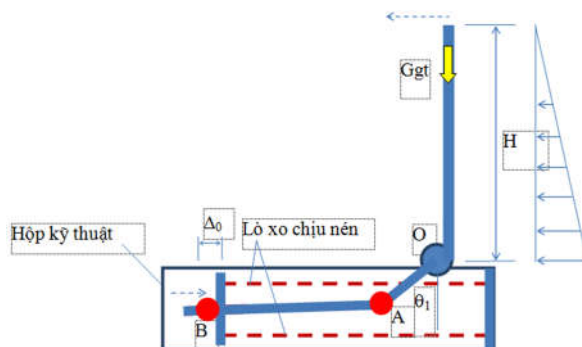 Ggt
H
Δ₀
Hộp kỹ thuật
Lò xo chịu nén
O
θ₁
A
B